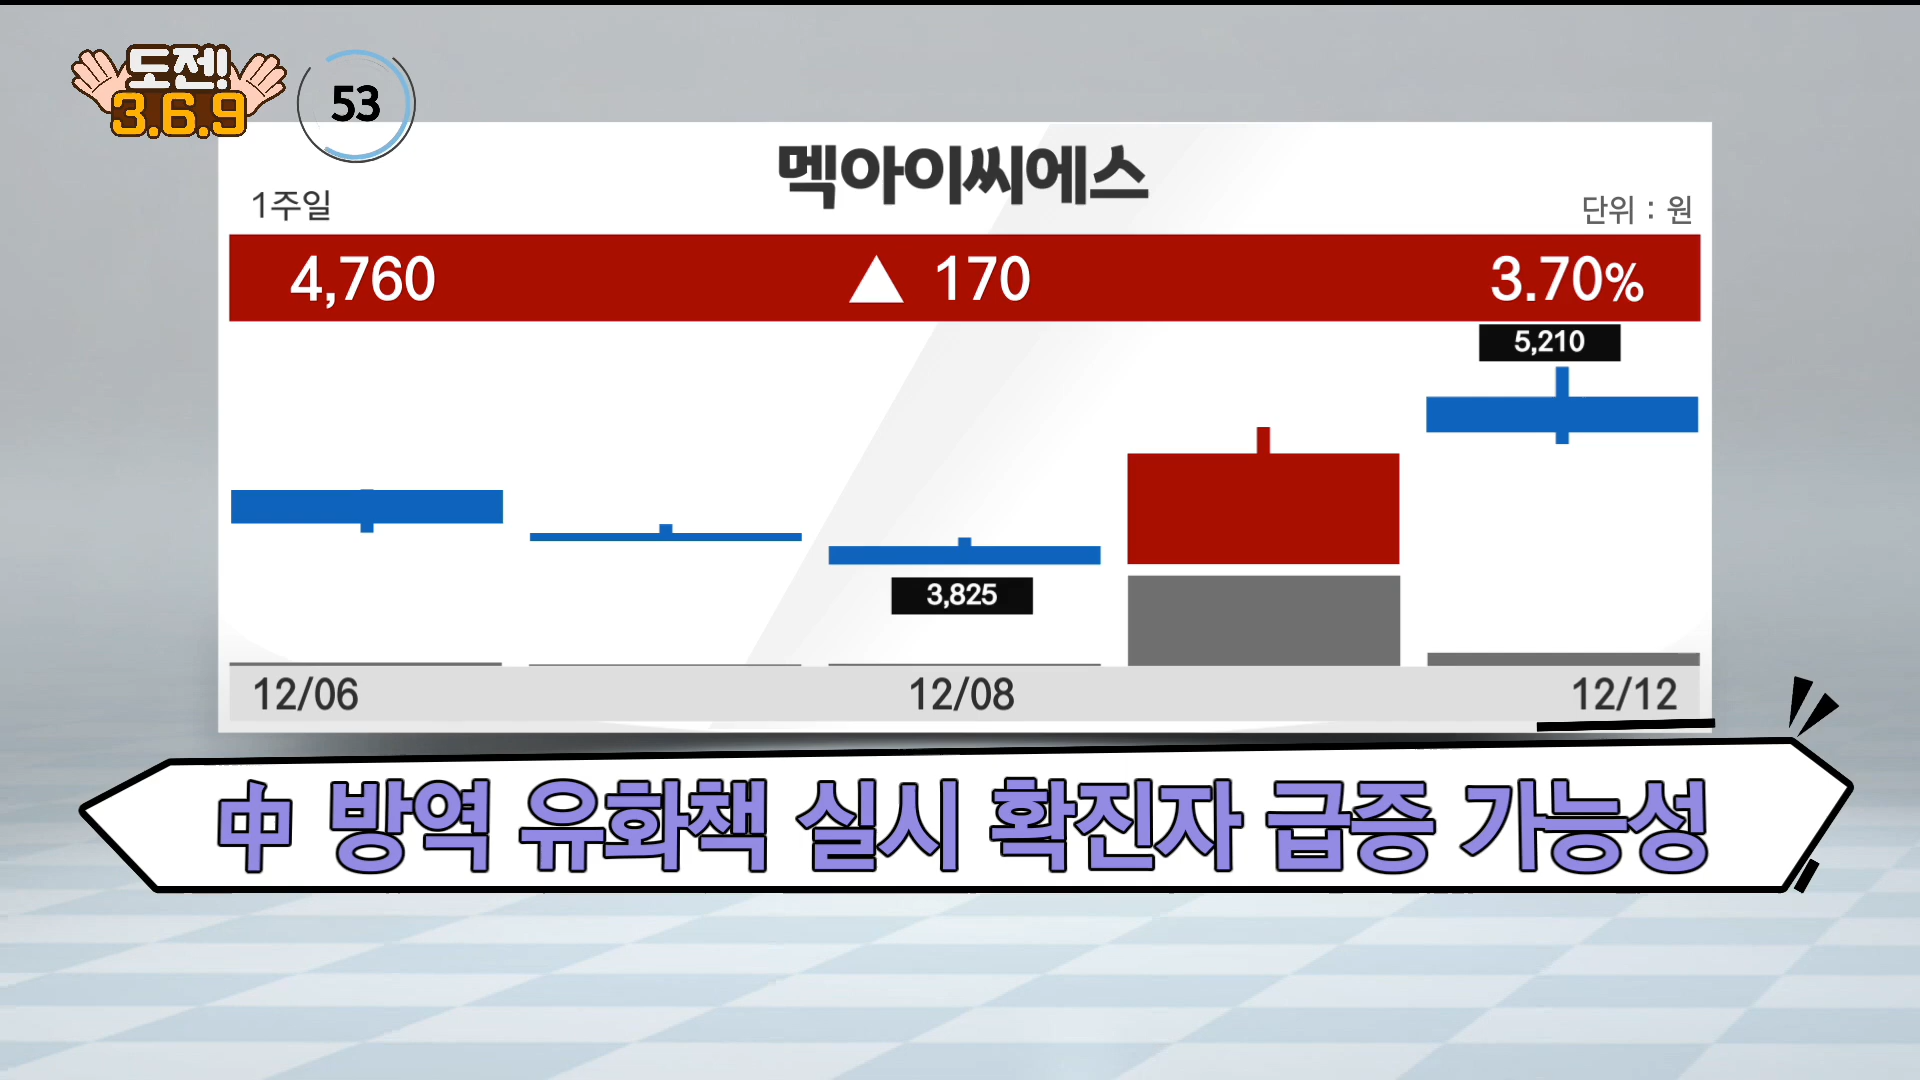 도젠!
3.6.9
53
멕아이씨에스
1주일
단위 : 원
4,760 ▲ 170 3.70%
5,210
3,825
12/06 12/08 12/12
中 방역 유화책 실시 확진자 급증 가능성